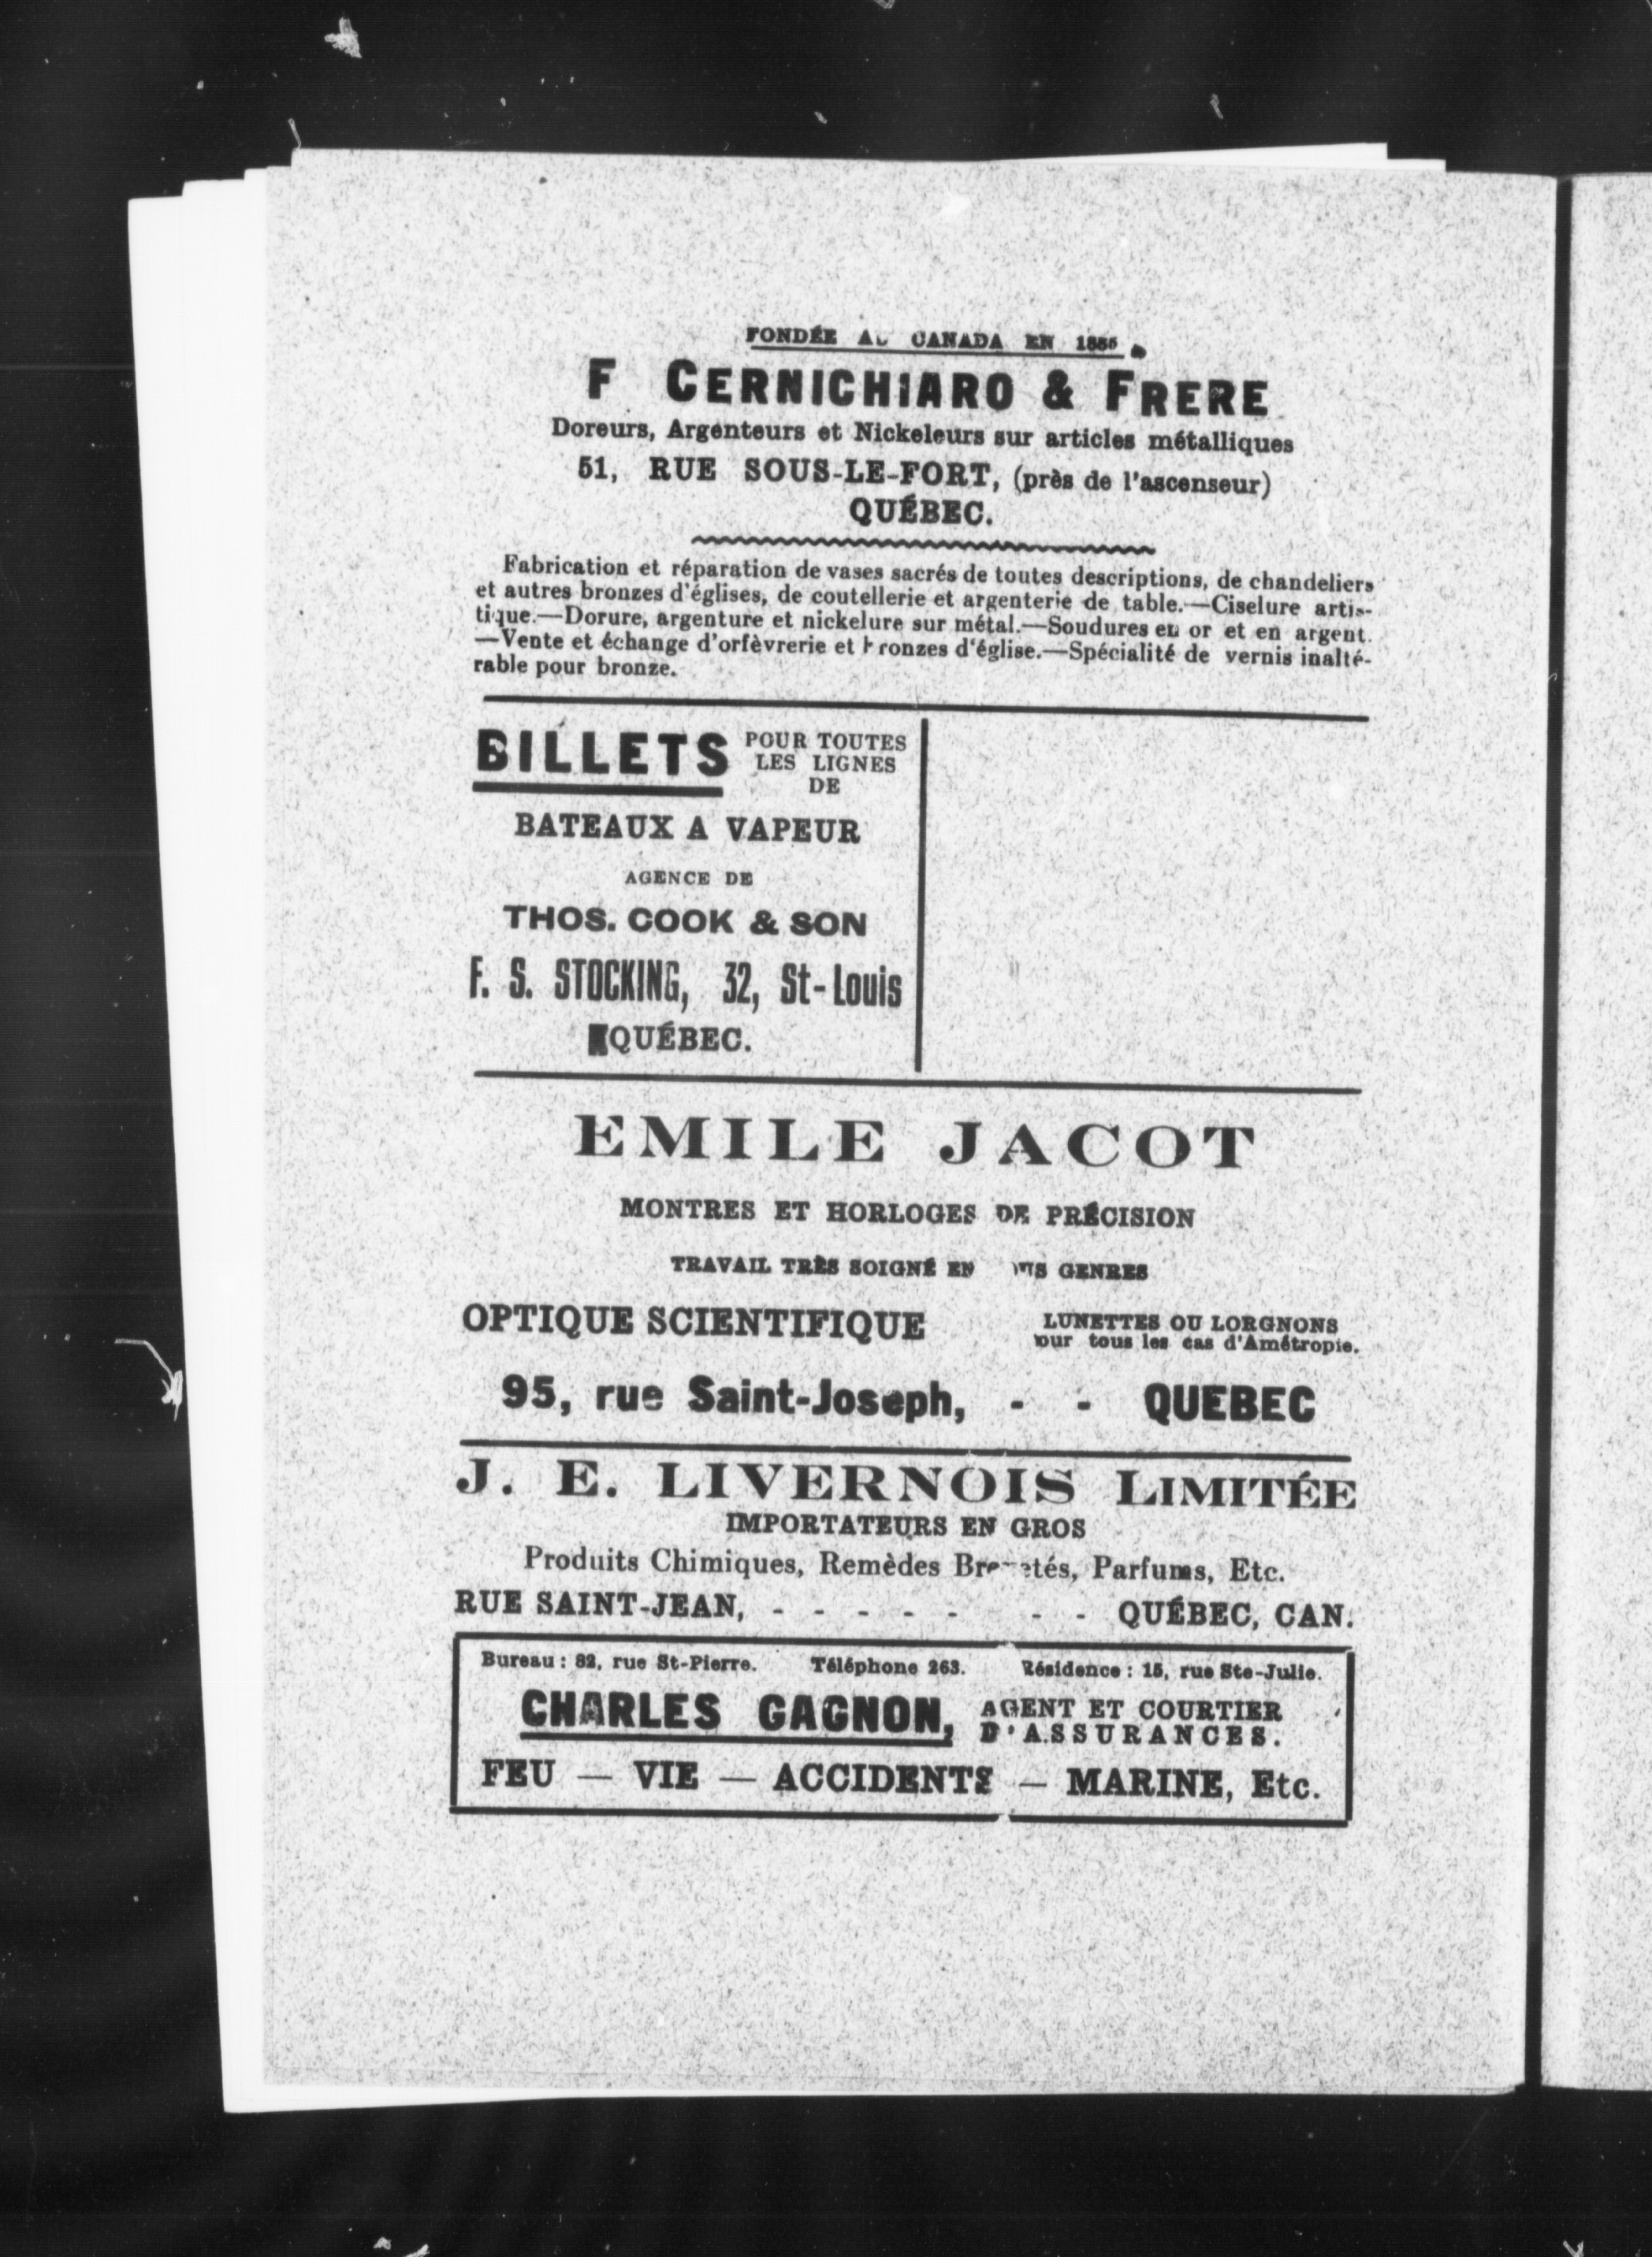 FONDÉE AU CANADA EN
F CERNICHIARO & FRERE
Doreurs, Argenteurs et Nickeleurs sur articles métalliques
51, RUE SOUS-LE-FORT, (près de l'ascenseur)
QUÉBEC.
Fabrication et réparation de vases sacrés de toutes descriptions, de chandeliers
et autres bronzes d'églises, de coutellerie et argenterie de table.—Ciselure artis-
tique.—Dorure, argenture et nickelure sur métal.—Soudures en or et en argent.
—Vente et échange d'orfèvrerie et bronzes d'église.—Spécialité de vernis inalté-
rable pour bronze.
BILLETS POUR TOUTES
LES LIGNES
DE
BATEAUX A VAPEUR
AGENCE DE
THOS. COOK & SON
F. S. STOCKING, 32, St-Louis
QUÉBEC.
EMILE JACOT
MONTRES ET HORLOGES DE PRÉCISION
TRAVAIL TRÈS SOIGNÉ EN GENRES
OPTIQUE SCIENTIFIQUE
LUNETTES OU LORGNONS
pour tous les cas d'Amétropie.
95, rue Saint-Joseph, - - QUEBEC
J. E. LIVERNOIS LIMITÉE
IMPORTATEURS EN GROS
Produits Chimiques, Remèdes Brevetés, Parfums, Etc.
RUE SAINT-JEAN, - - - - - - - QUÉBEC, CAN.
Bureau : 82, rue St-Pierre. Téléphone 263. Résidence : 15, rue Ste-Julie.
CHARLES GAGNON, AGENT ET COURTIER
D'ASSURANCES.
FEU — VIE — ACCIDENTS — MARINE, Etc.